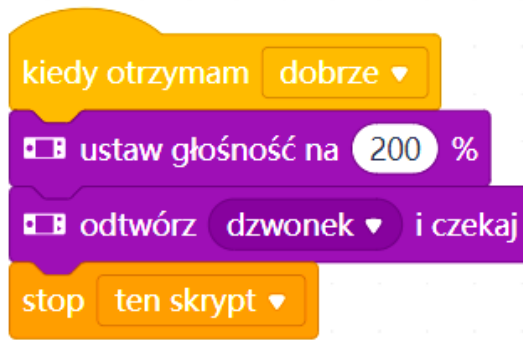 kiedy otrzymam dobrze
ustaw głośność na 200 %
odtwórz dzwonek i czekaj
stop ten skrypt